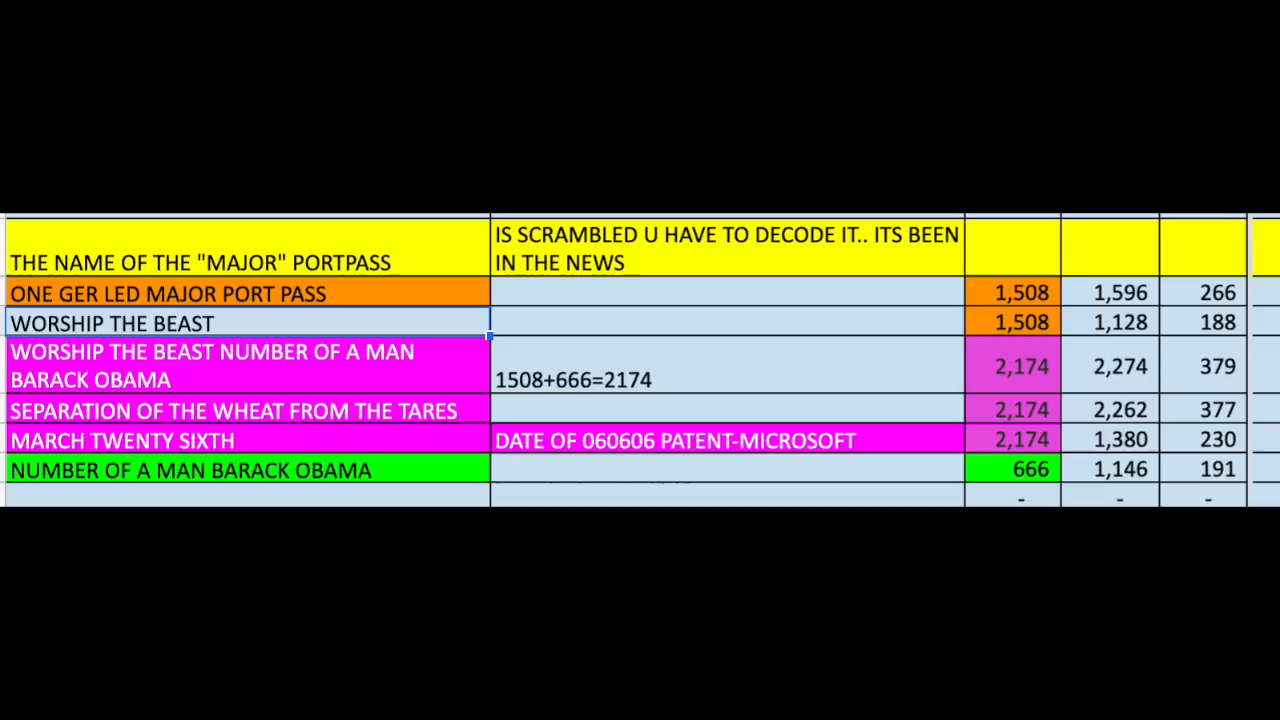 IS SCRAMBLED U HAVE TO DECODE IT.. ITS BEEN
THE NAME OF THE "MAJOR" PORTPASS IN THE NEWS
ONE GER LED MAJOR PORT PASS 1,508 1,596 266
WORSHIP THE BEAST 1,508 1,128 188
WORSHIP THE BEAST NUMBER OF A MAN
BARACK OBAMA 1508+666=2174 2,174 2,274 379
SEPARATION OF THE WHEAT FROM THE TARES 2,174 2,262 377
MARCH TWENTY SIXTH DATE OF 060606 PATENT-MICROSOFT 2,174 1,380 230
NUMBER OF A MAN BARACK OBAMA 666 1,146 191
- - -